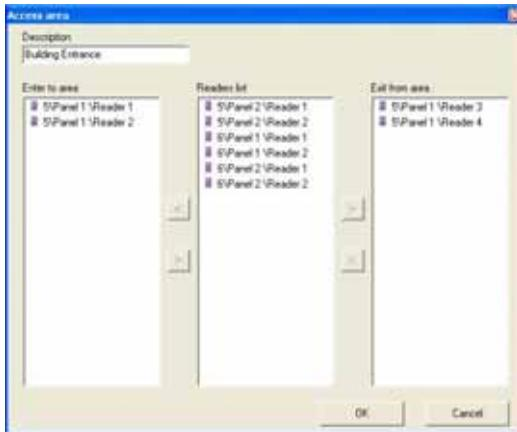 Access area
Description
Building Entrance
Enter to area
5\Panel 1 \Reader 1
5\Panel 1 \Reader 2
Readers list
5\Panel 2 \Reader 1
5\Panel 2 \Reader 2
6\Panel 1 \Reader 1
6\Panel 1 \Reader 2
6\Panel 2 \Reader 1
6\Panel 2 \Reader 2
Exit from area
5\Panel 1 \Reader 3
5\Panel 1 \Reader 4
<
>
>
<
OK
Cancel